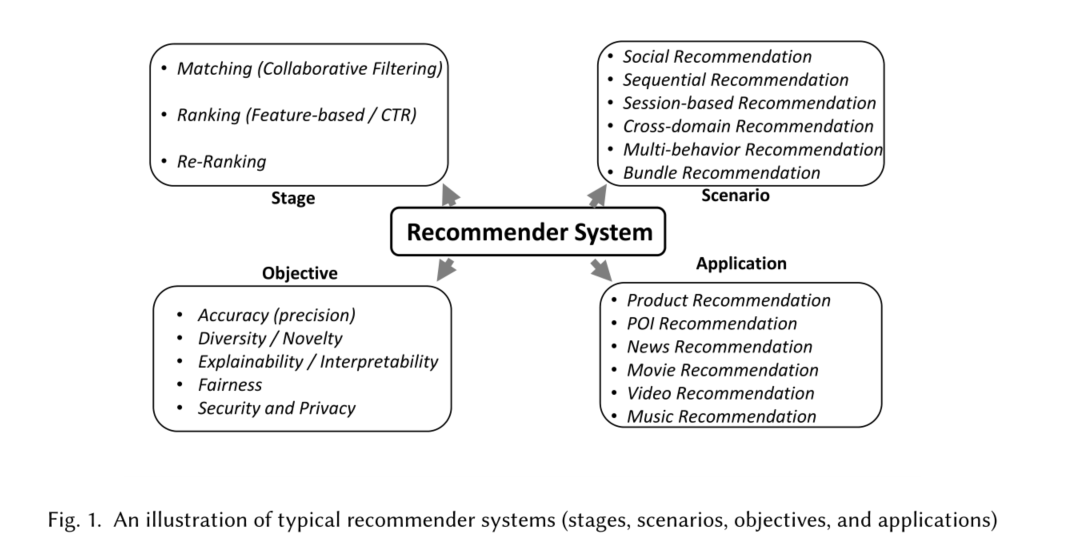 • Matching (Collaborative Filtering)
• Ranking (Feature-based / CTR)
• Re-Ranking
Stage
• Social Recommendation
• Sequential Recommendation
• Session-based Recommendation
• Cross-domain Recommendation
• Multi-behavior Recommendation
• Bundle Recommendation
Scenario
Recommender System
Objective
• Accuracy (precision)
• Diversity / Novelty
• Explainability / Interpretability
• Fairness
• Security and Privacy
Application
• Product Recommendation
• POI Recommendation
• News Recommendation
• Movie Recommendation
• Video Recommendation
• Music Recommendation
Fig. 1. An illustration of typical recommender systems (stages, scenarios, objectives, and applications)